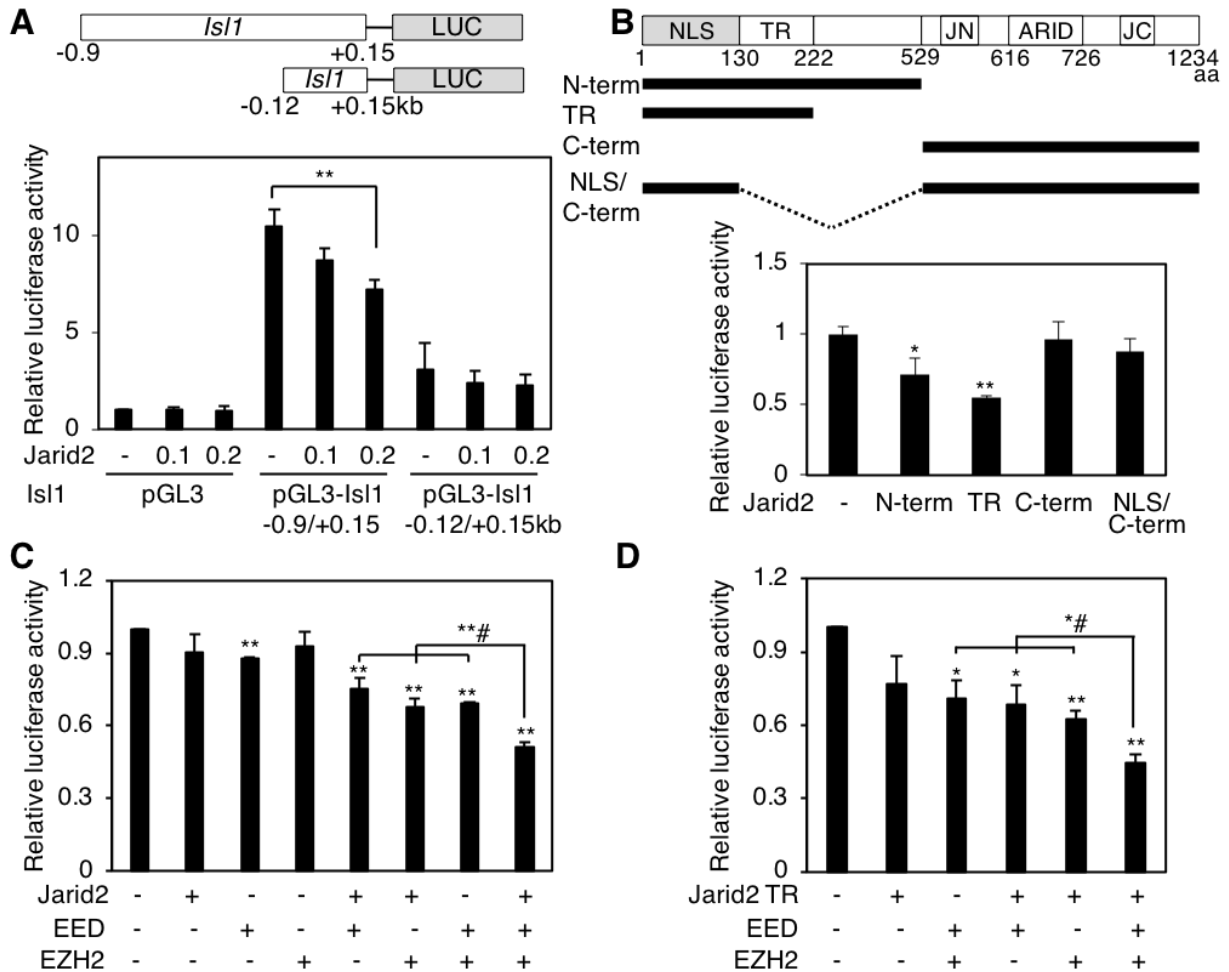 A
Isl1 LUC
-0.9 +0.15
Isl1 LUC
-0.12 +0.15kb
Relative luciferase activity
10
5
0
**
Jarid2 - 0.1 0.2 - 0.1 0.2 - 0.1 0.2
Isl1 pGL3 pGL3-Isl1 pGL3-Isl1
-0.9/+0.15 -0.12/+0.15kb
B
NLS TR JN ARID JC
1 130 222 529 616 726 1234
aa
N-term
TR
C-term
NLS/
C-term
Relative luciferase activity
1.5
1
0.5
0
* **
Jarid2 - N-term TR C-term NLS/
C-term
C
Relative luciferase activity
1.2
0.9
0.6
0.3
0
**#
** ** ** ** **
Jarid2 - + - - + + - +
EED - - + - + - + +
EZH2 - - - + - + + +
D
Relative luciferase activity
1.2
0.9
0.6
0.3
0
*#
* * ** **
Jarid2 TR - + - + + +
EED - - + + - +
EZH2 - - + - + +